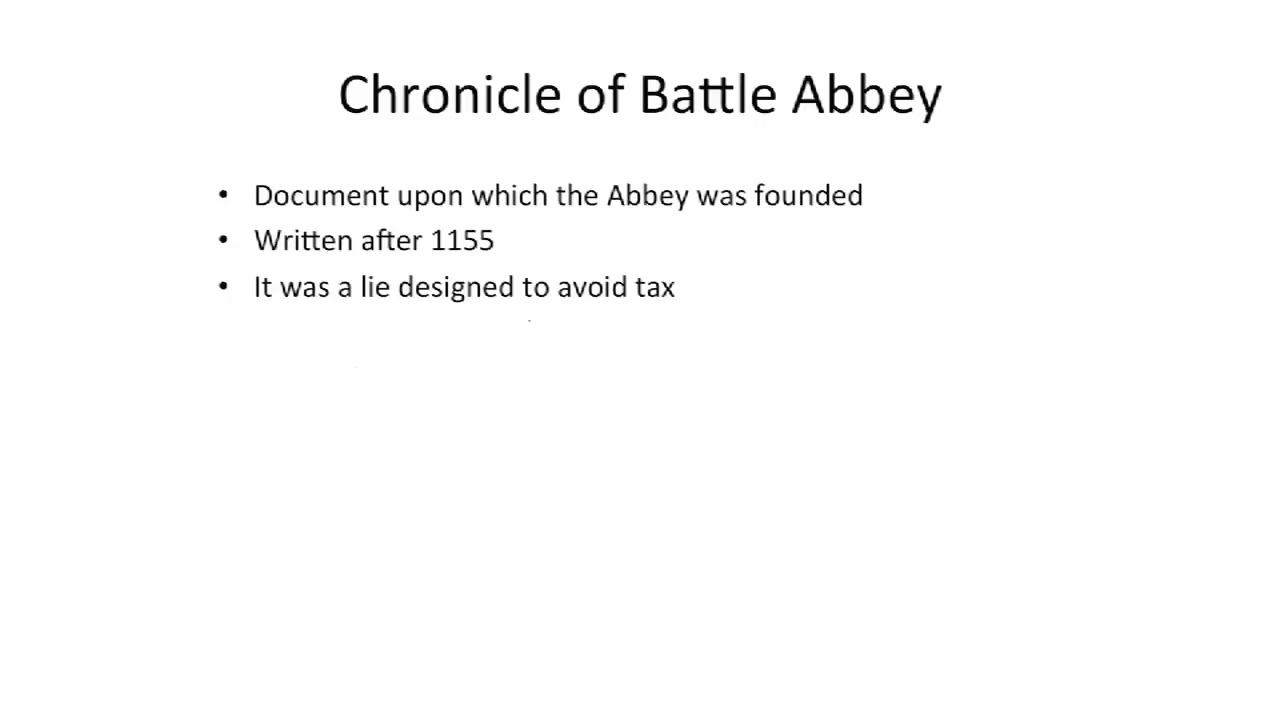 Chronicle of Battle Abbey
• Document upon which the Abbey was founded
• Written after 1155
• It was a lie designed to avoid tax